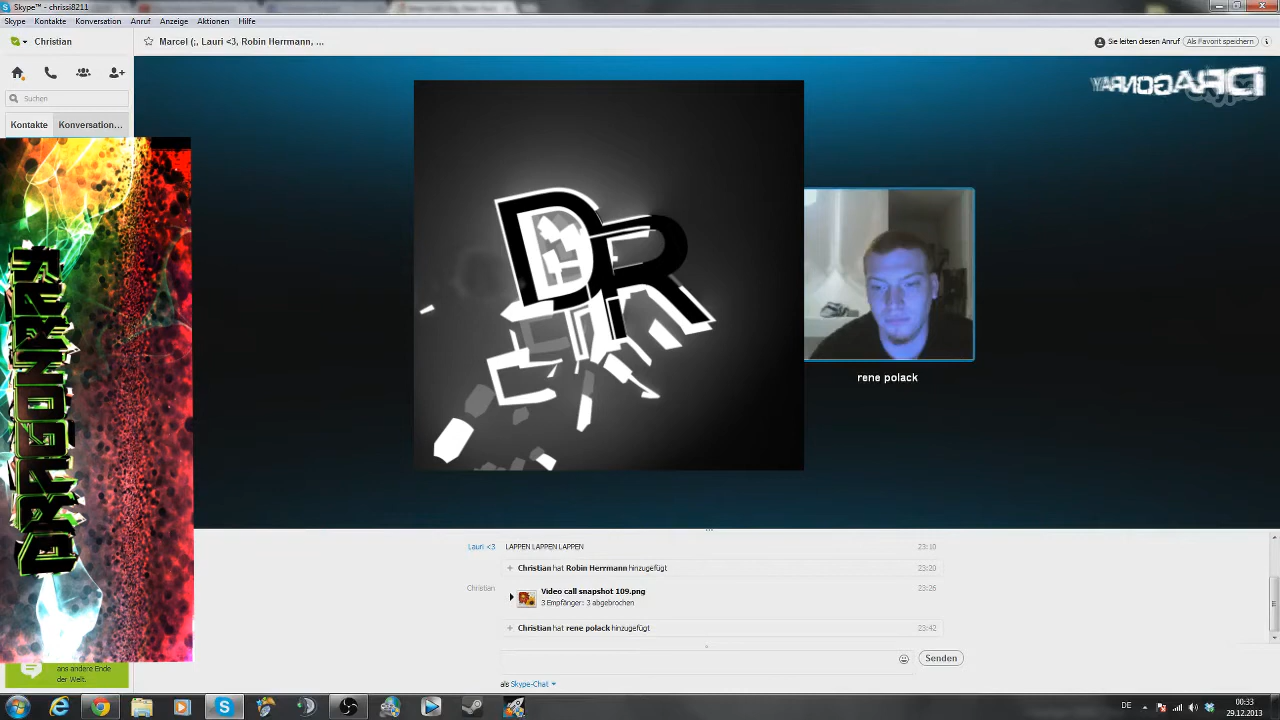 Skype™ - chrissi8211
Skype Kontakte Konversation Anruf Anzeige Aktionen Hilfe
Christian
Marcel (;, Lauri <3, Robin Herrmann, ...
Sie leiten diesen Anruf
Als Favorit speichern
Suchen
Kontakte Konversation...
DRAGONRAY
DR
rene polack
Lauri <3 LAPPEN LAPPEN LAPPEN 23:10
Christian hat Robin Herrmann hinzugefügt 23:20
Christian Video call snapshot 109.png 23:26
3 Empfänger: 3 abgebrochen
Christian hat rene polack hinzugefügt 23:42
Senden
als Skype-Chat
ans andere Ende
der Welt.
DE 00:33
29.12.2013